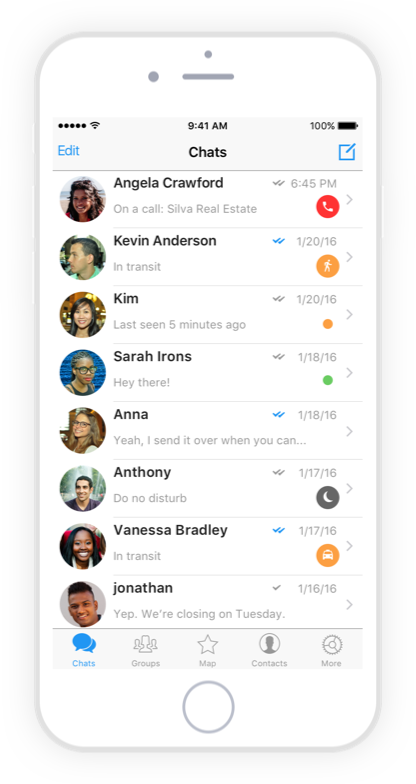 9:41 AM 100%
Edit Chats
Angela Crawford 6:45 PM
On a call: Silva Real Estate
Kevin Anderson 1/20/16
In transit
Kim 1/20/16
Last seen 5 minutes ago
Sarah Irons 1/18/16
Hey there!
Anna 1/18/16
Yeah, I send it over when you can...
Anthony 1/17/16
Do no disturb
Vanessa Bradley 1/17/16
In transit
jonathan 1/16/16
Yep. We're closing on Tuesday.
Chats Groups Map Contacts More